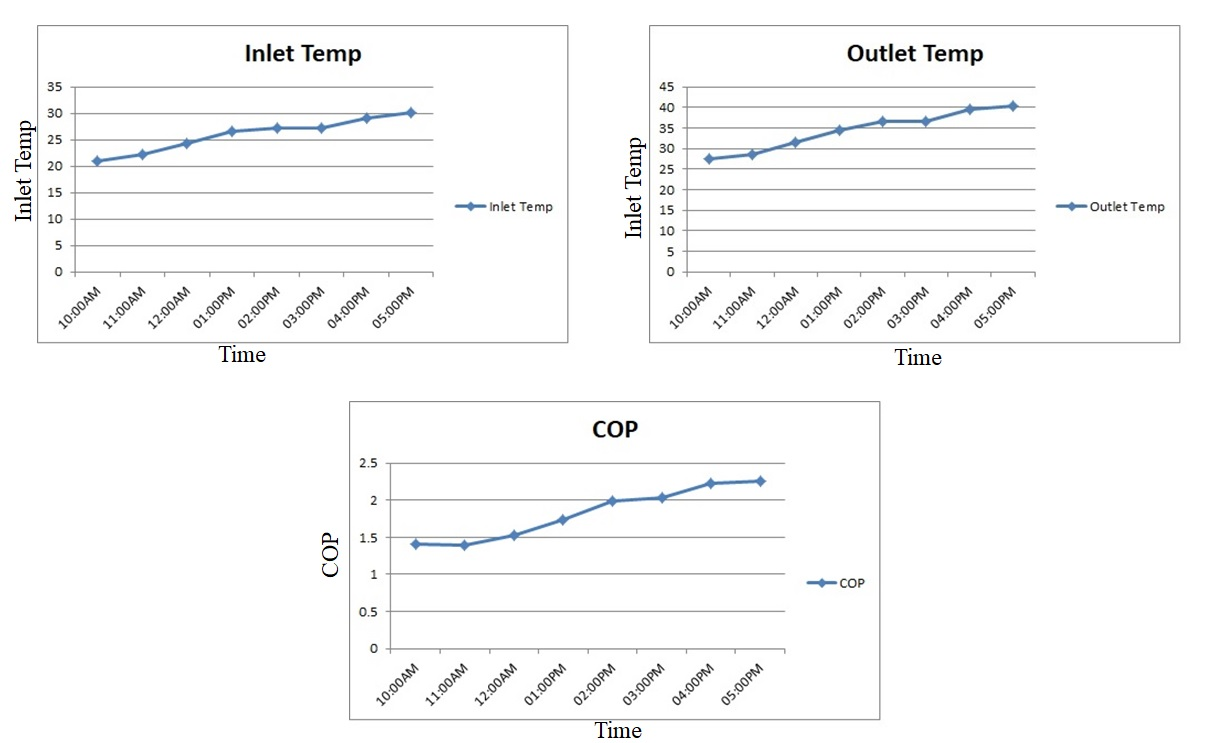 Inlet Temp
35
30
25
20
15
10
5
0
Inlet Temp
Inlet Temp
10:00AM
11:00AM
12:00AM
01:00PM
02:00PM
03:00PM
04:00PM
05:00PM
Time
Outlet Temp
45
40
35
30
25
20
15
10
5
0
Inlet Temp
Outlet Temp
10:00AM
11:00AM
12:00AM
01:00PM
02:00PM
03:00PM
04:00PM
05:00PM
Time
COP
2.5
2
1.5
1
0.5
0
COP
COP
10:00AM
11:00AM
12:00AM
01:00PM
02:00PM
03:00PM
04:00PM
05:00PM
Time